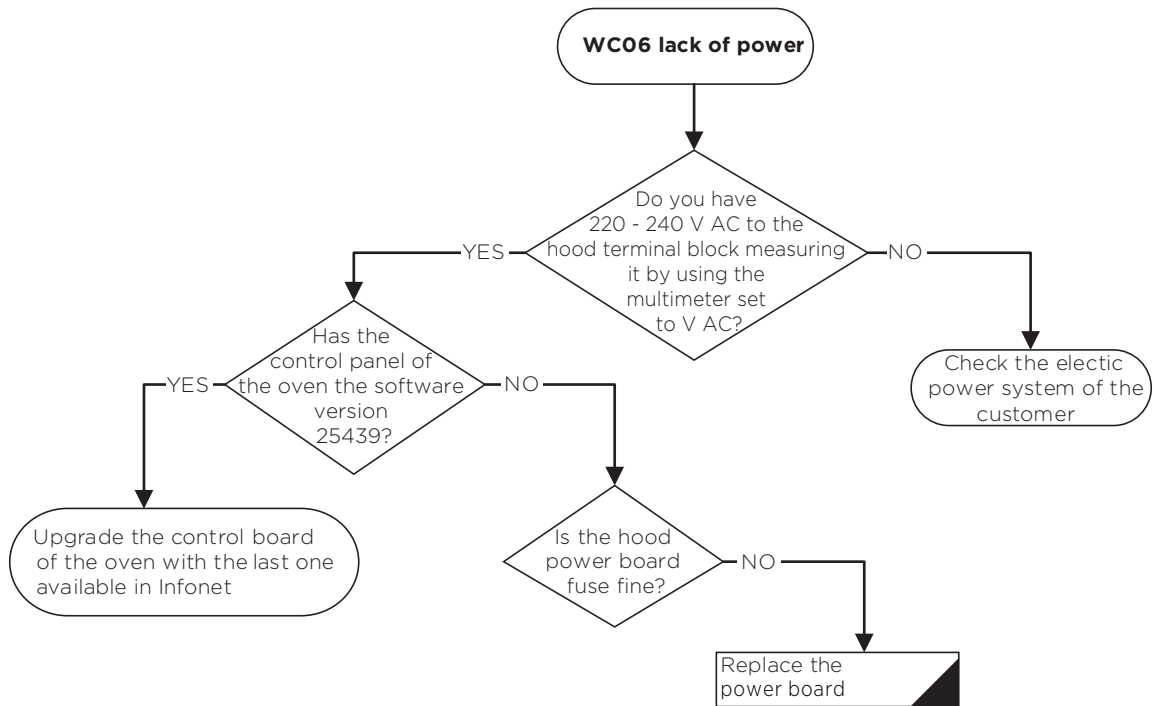 WC06 lack of power
Do you have
220 - 240 V AC to the
hood terminal block measuring
it by using the
multimeter set
to V AC?
YES
NO
Has the
control panel of
the oven the software
version
25439?
Check the electic
power system of the
customer
YES
NO
Upgrade the control board
of the oven with the last one
available in Infonet
Is the hood
power board
fuse fine?
NO
Replace the
power board